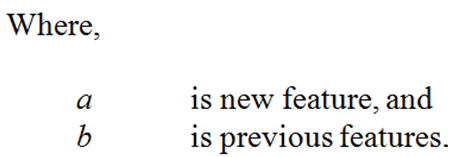 Where,
a is new feature, and
b is previous features.